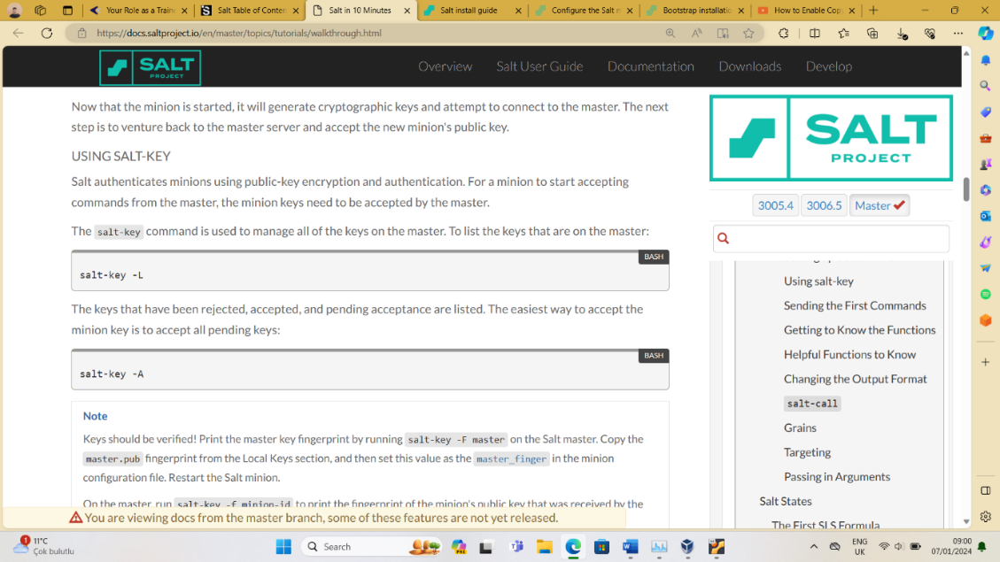 Your Role as a Train
Salt Table of Conten
Salt in 10 Minutes
Salt install guide
Configure the Salt m
Bootstrap installatio
How to Enable Cop
https://docs.saltproject.io/en/master/topics/tutorials/walkthrough.html
SALT
PROJECT
Overview
Salt User Guide
Documentation
Downloads
Develop
Now that the minion is started, it will generate cryptographic keys and attempt to connect to the master. The next
step is to venture back to the master server and accept the new minion's public key.
USING SALT-KEY
Salt authenticates minions using public-key encryption and authentication. For a minion to start accepting
commands from the master, the minion keys need to be accepted by the master.
The salt-key command is used to manage all of the keys on the master. To list the keys that are on the master:
BASH
salt-key -L
The keys that have been rejected, accepted, and pending acceptance are listed. The easiest way to accept the
minion key is to accept all pending keys:
BASH
salt-key -A
Note
Keys should be verified! Print the master key fingerprint by running salt-key -F master on the Salt master. Copy the
master.pub fingerprint from the Local Keys section, and then set this value as the master_finger in the minion
configuration file. Restart the Salt minion.
On the master, run salt-key -f minion-id to print the fingerprint of the minion's public key that was received by the
You are viewing docs from the master branch, some of these features are not yet released.
SALT
PROJECT
3005.4
3006.5
Master
Using salt-key
Sending the First Commands
Getting to Know the Functions
Helpful Functions to Know
Changing the Output Format
salt-call
Grains
Targeting
Passing in Arguments
Salt States
The First SLS Formula
1
11°C
Çok bulutlu
Search
PRE
ENG
UK
09:00
07/01/2024